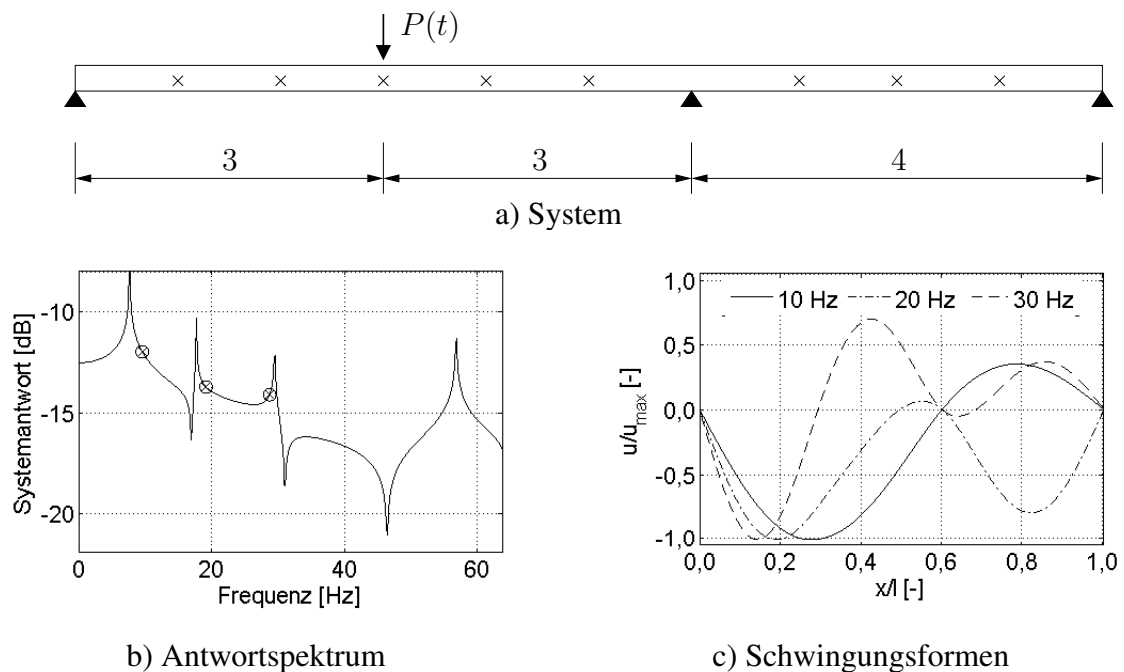 P(t)
3 3 4
a) System
Systemantwort [dB]
-10
-15
-20
0 20 40 60
Frequenz [Hz]
b) Antwortspektrum
u/u_max [-]
1,0
0,5
0,0
-0,5
-1,0
10 Hz 20 Hz 30 Hz
0,0 0,2 0,4 0,6 0,8 1,0
x/l [-]
c) Schwingungsformen